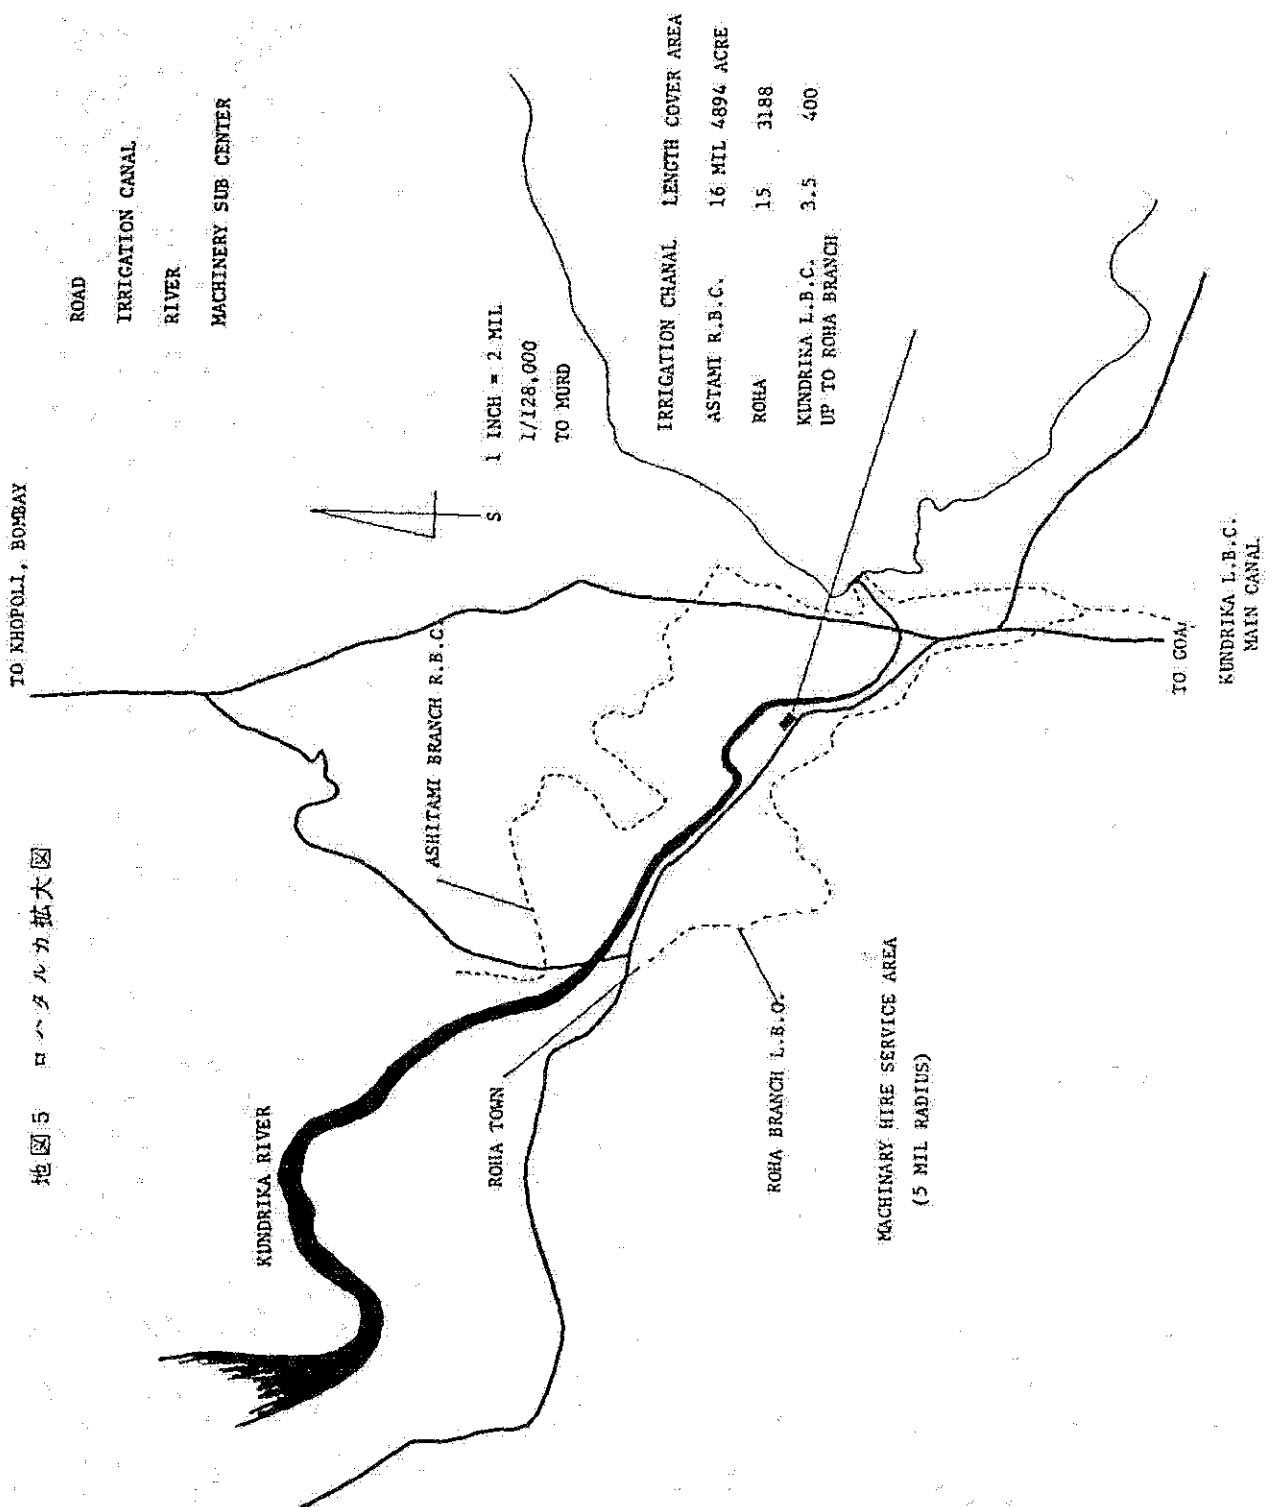 地図5 ロハタルカ拡大図
TO KHOPOLI, BOMBAY
ROAD
IRRIGATION CANAL
RIVER
MACHINERY SUB CENTER
KUNDRIKA RIVER
ASHITAMI BRANCH R.B.C.
S
1 INCH = 2 MIL
1/128,000
TO MURD
ROHA TOWN
IRRIGATION CHANAL LENGTH COVER AREA
ASTAMI R.B.C. 16 MIL 4894 ACRE
ROHA 15 3188
KUNDRIKA L.B.C. 3.5 400
UP TO ROHA BRANCH
ROHA BRANCH L.B.C.
MACHINARY HIRE SERVICE AREA
(5 MIL RADIUS)
TO GOA
KUNDRIKA L.B.C.
MAIN CANAL